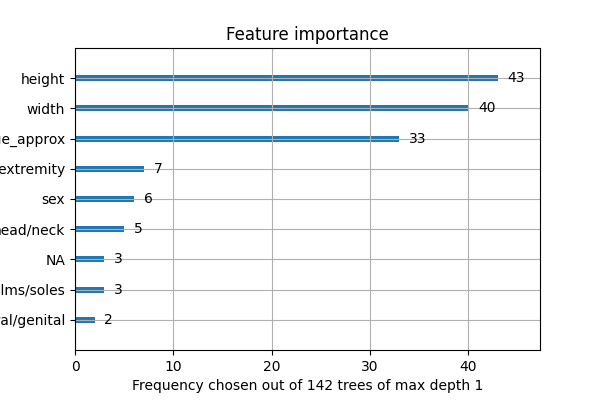 Feature importance
height 43
width 40
e_approx 33
extremity 7
sex 6
ead/neck 5
NA 3
lms/soles 3
al/genital 2
0 10 20 30 40
Frequency chosen out of 142 trees of max depth 1